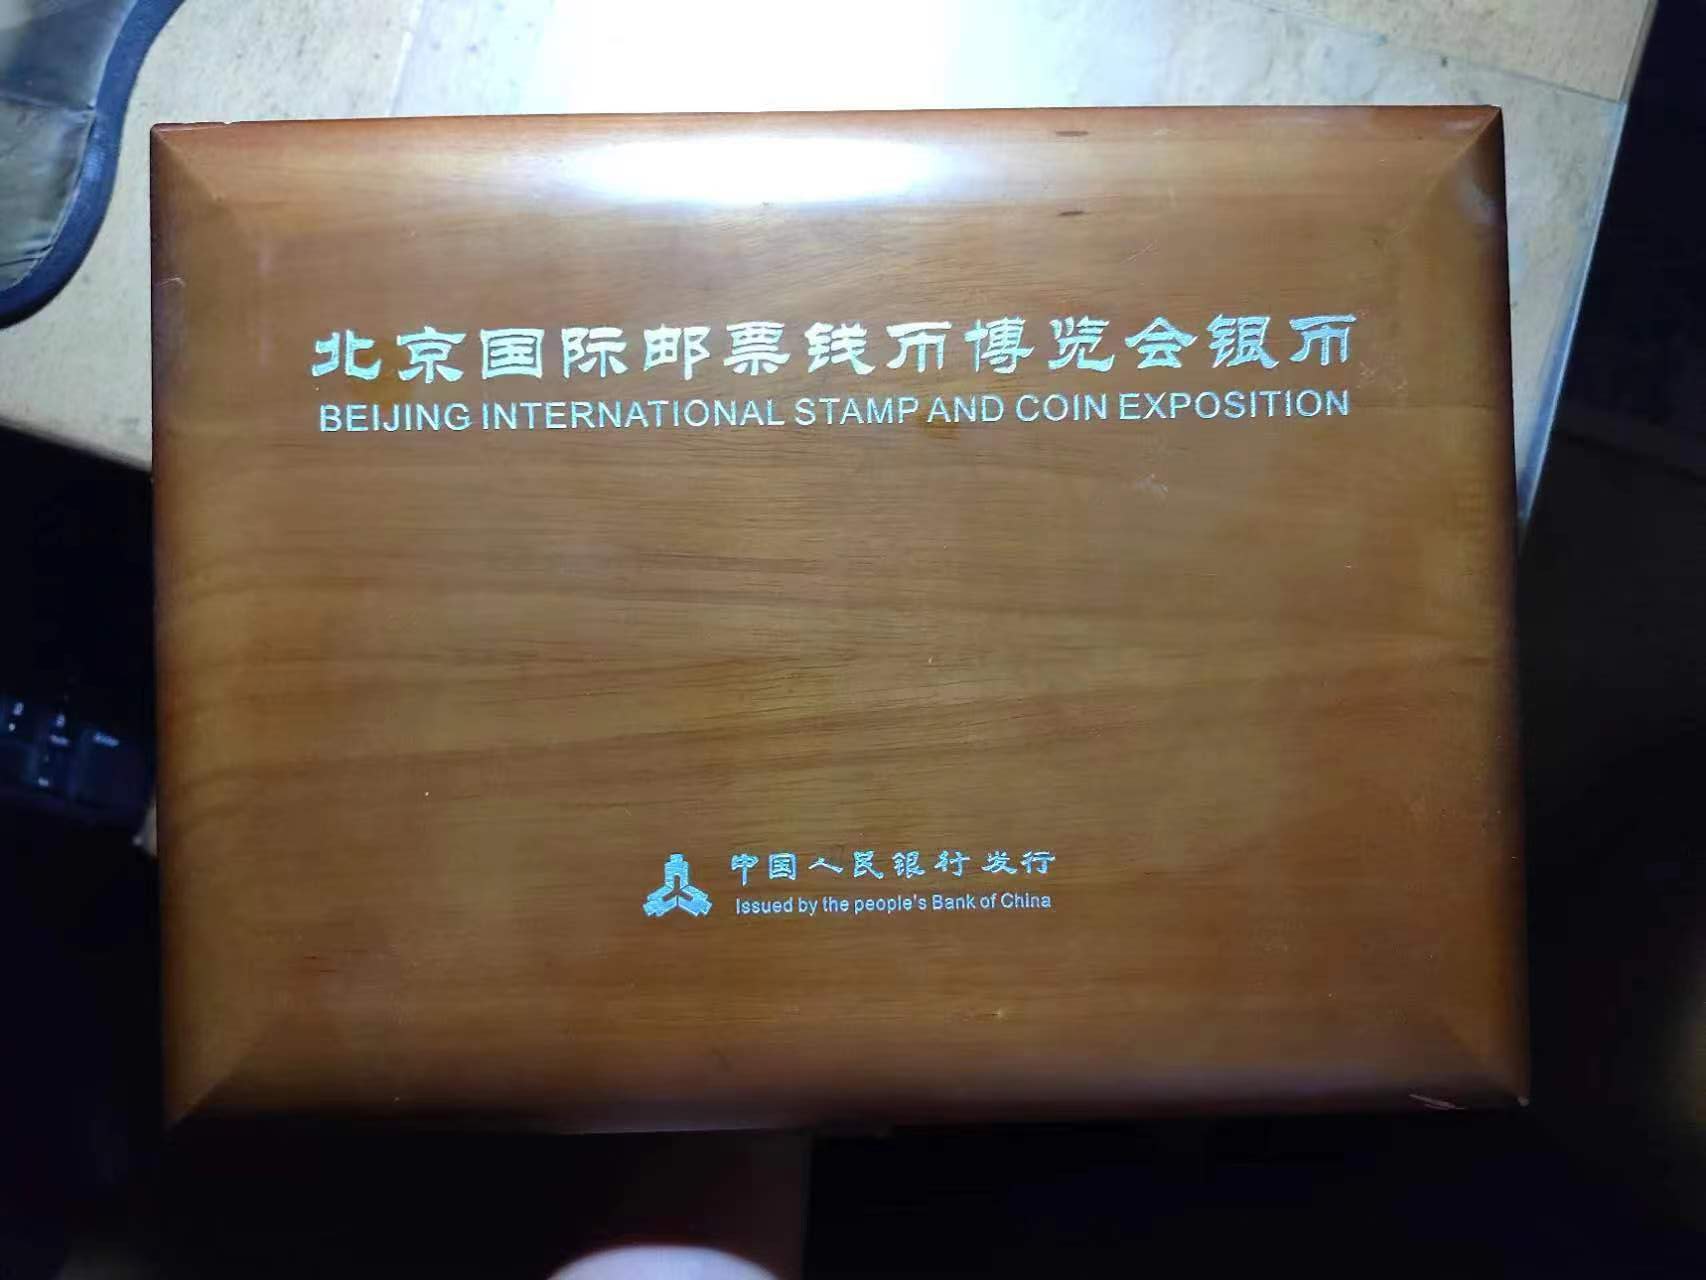 北京国际邮票钱币博览会银币
BEIJING INTERNATIONAL STAMP AND COIN EXPOSITION
中国人民银行发行
Issued by the people's Bank of China